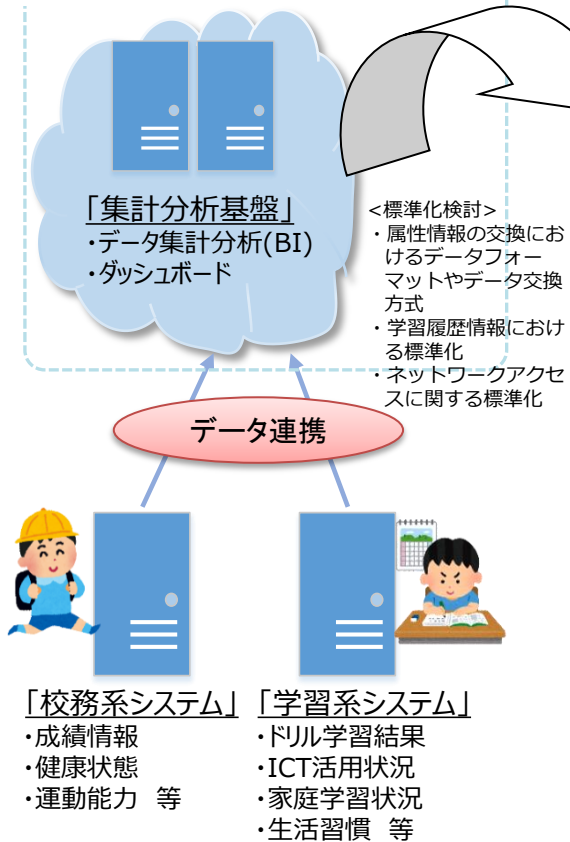 「集計分析基盤」
・データ集計分析(BI)
・ダッシュボード
<標準化検討>
・属性情報の交換にお
けるデータフォー
マットやデータ交換
方式
・学習履歴情報におけ
る標準化
・ネットワークアクセ
スに関する標準化
データ連携
「校務系システム」
・成績情報
・健康状態
・運動能力 等
「学習系システム」
・ドリル学習結果
・ICT活用状況
・家庭学習状況
・生活習慣 等